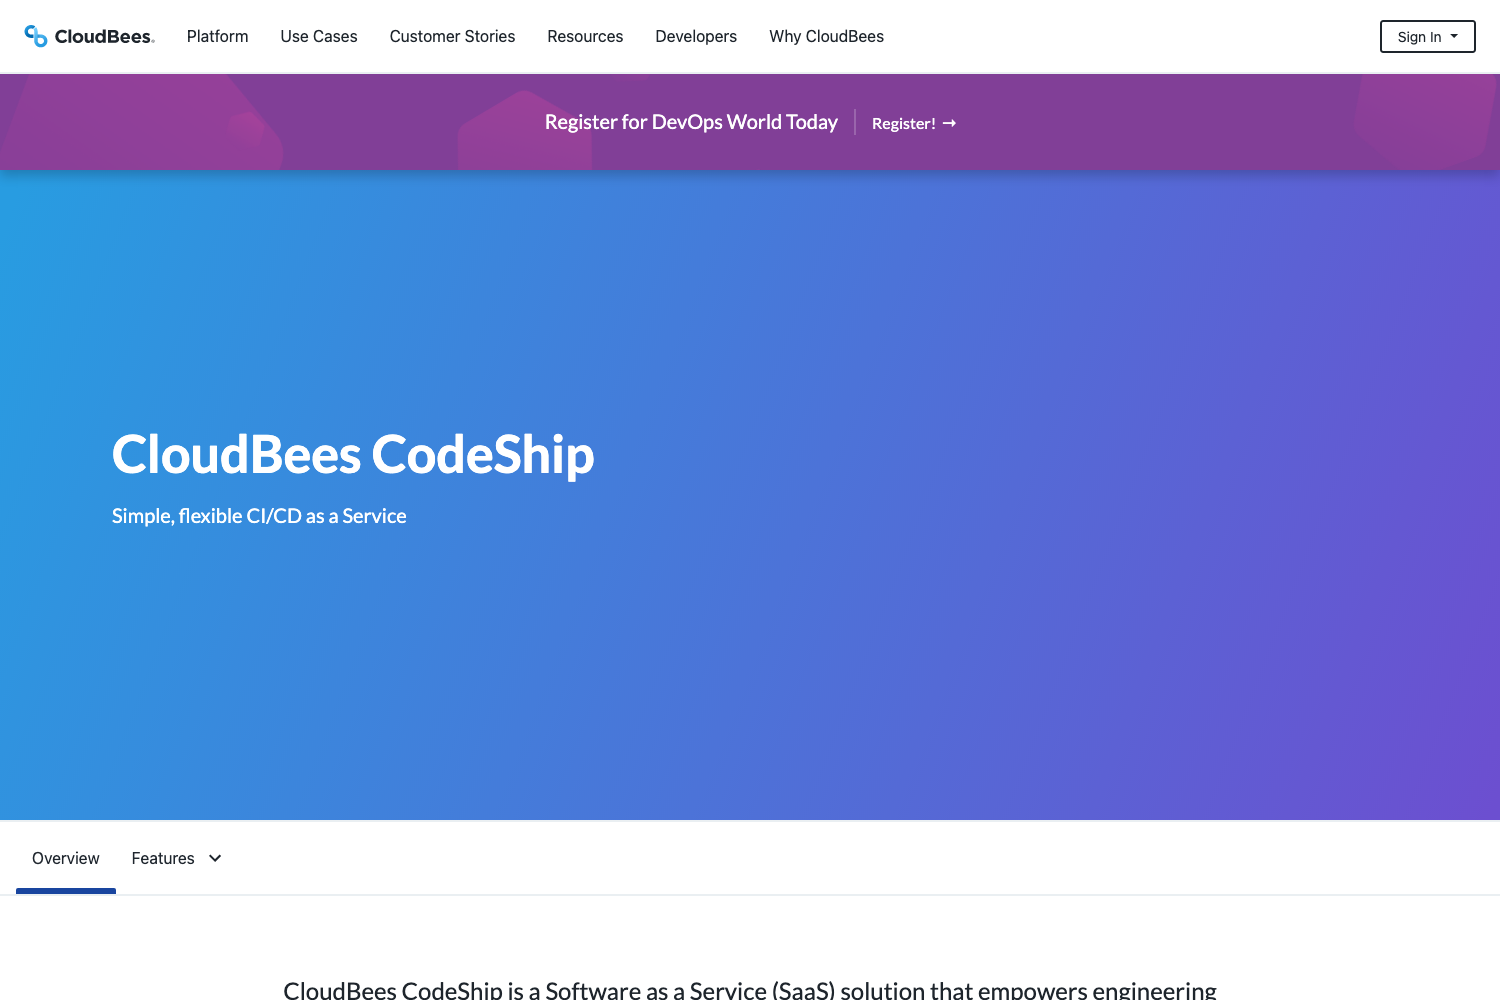 CloudBees.
Platform
Use Cases
Customer Stories
Resources
Developers
Why CloudBees
Sign In
Register for DevOps World Today
Register! →
CloudBees CodeShip
Simple, flexible CI/CD as a Service
Overview
Features
CloudBees CodeShip is a Software as a Service (SaaS) solution that empowers engineering